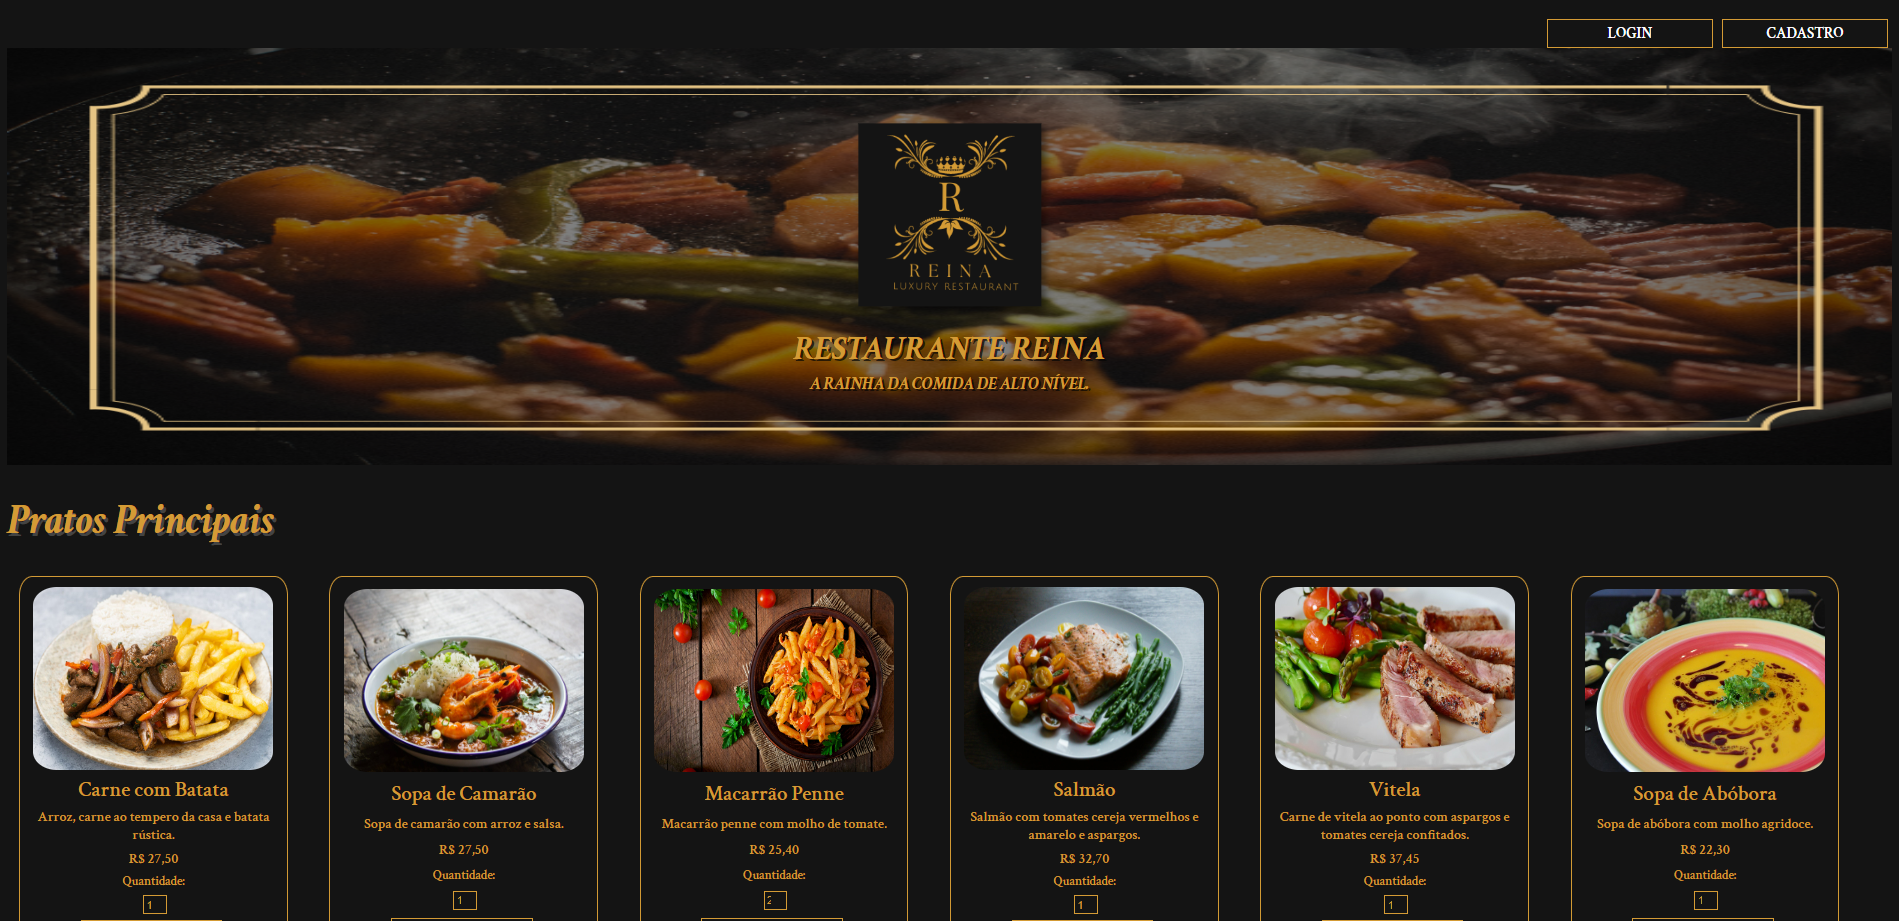 LOGIN
CADASTRO
R
REINA
LUXURY RESTAURANT
RESTAURANTE REINA
A RAINHA DA COMIDA DE ALTO NÍVEL.
Pratos Principais
Carne com Batata
Arroz, carne ao tempero da casa e batata
rústica.
R$ 27,50
Quantidade:
1
Sopa de Camarão
Sopa de camarão com arroz e salsa.
R$ 27,50
Quantidade:
1
Macarrão Penne
Macarrão penne com molho de tomate.
R$ 25,40
Quantidade:
2
Salmão
Salmão com tomates cereja vermelhos e
amarelo e aspargos.
R$ 32,70
Quantidade:
1
Vitela
Carne de vitela ao ponto com aspargos e
tomates cereja confitados.
R$ 37,45
Quantidade:
1
Sopa de Abóbora
Sopa de abóbora com molho agridoce.
R$ 22,30
Quantidade:
1